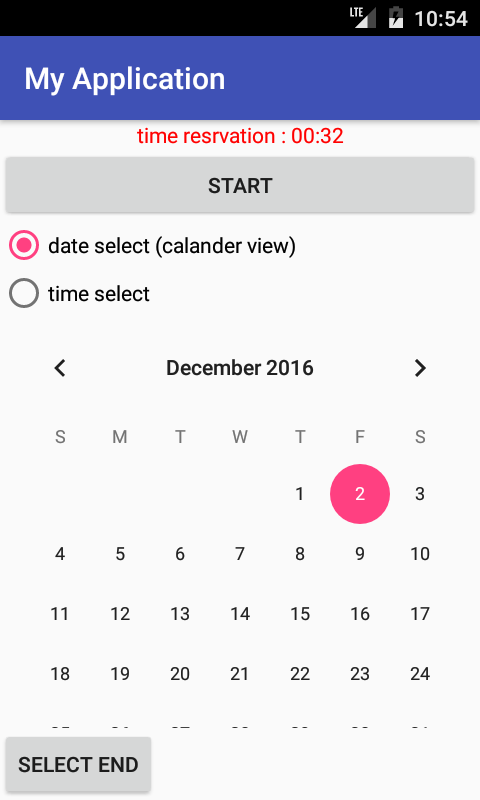 LTE 10:54
My Application
time resrvation : 00:32
START
date select (calander view)
time select
December 2016
S M T W T F S
1 2 3
4 5 6 7 8 9 10
11 12 13 14 15 16 17
18 19 20 21 22 23 24
SELECT END